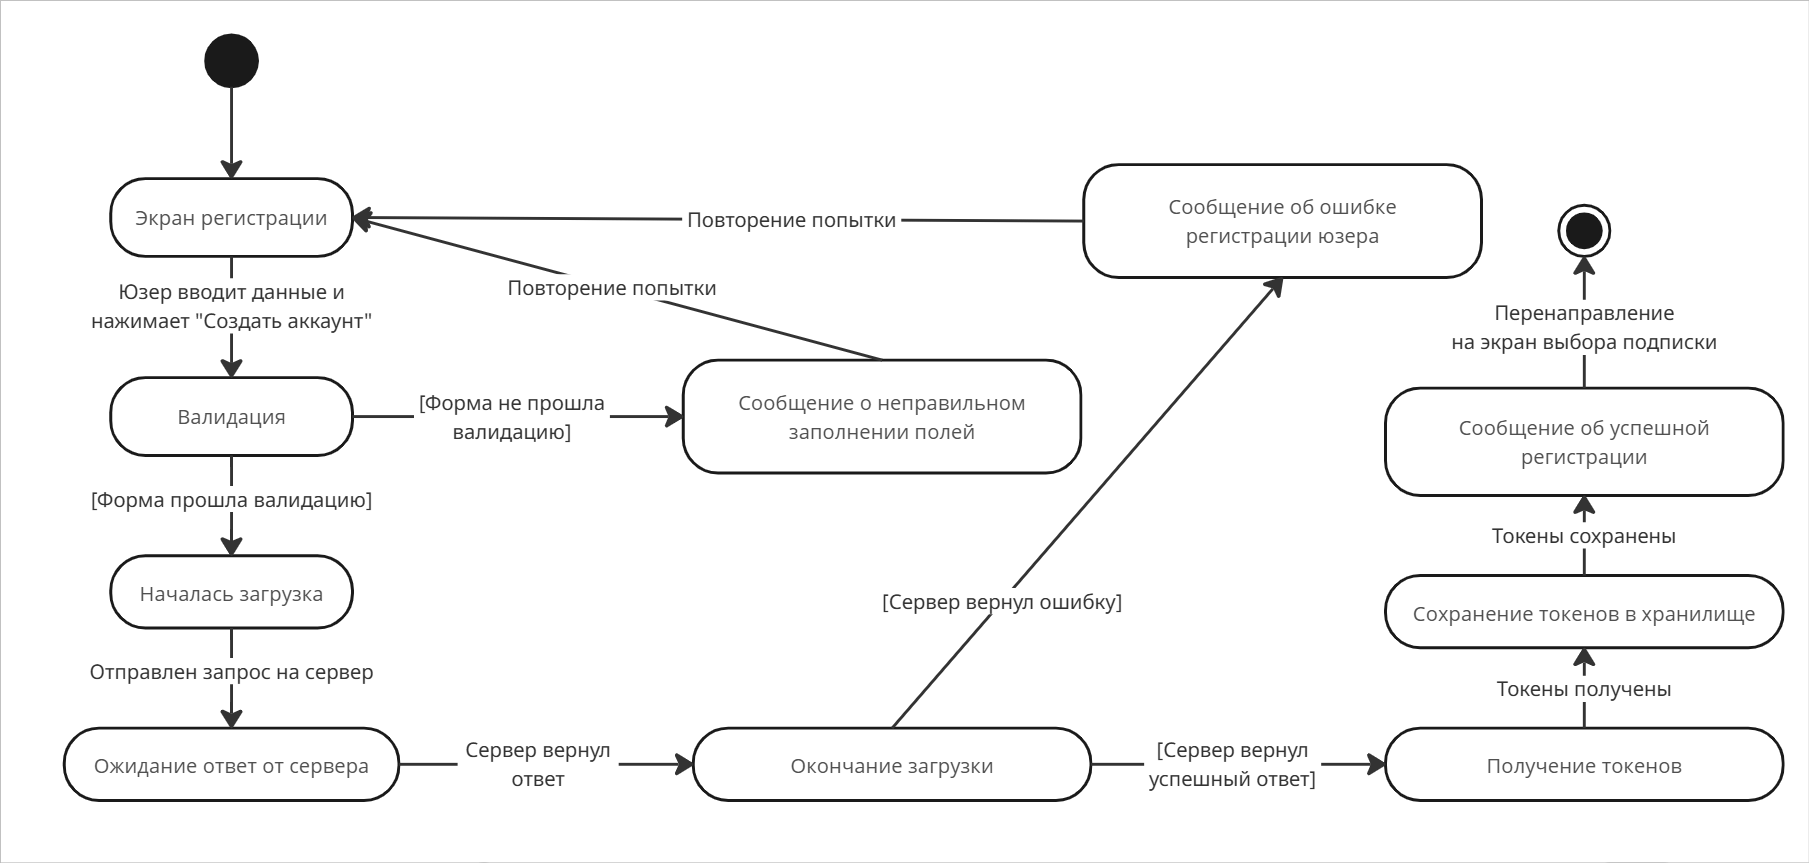 Экран регистрации
Юзер вводит данные и
нажимает "Создать аккаунт"
Валидация
[Форма не прошла
валидацию]
Сообщение о неправильном
заполнении полей
Повторение попытки
[Форма прошла валидацию]
Началась загрузка
Отправлен запрос на сервер
Ожидание ответ от сервера
Сервер вернул
ответ
Окончание загрузки
[Сервер вернул ошибку]
Сообщение об ошибке
регистрации юзера
Повторение попытки
[Сервер вернул
успешный ответ]
Получение токенов
Токены получены
Сохранение токенов в хранилище
Токены сохранены
Сообщение об успешной
регистрации
Перенаправление
на экран выбора подписки